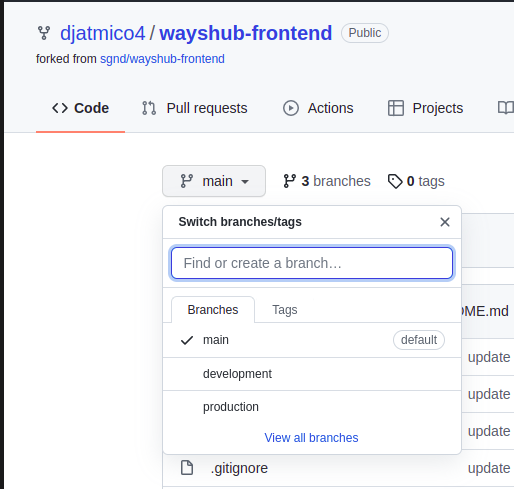 djatmico4 / wayshub-frontend Public
forked from sgnd/wayshub-frontend
Code Pull requests Actions Projects
main 3 branches 0 tags
Switch branches/tags
Find or create a branch…
Branches Tags
OME.md
main default
update
development
update
production
update
View all branches
.gitignore update